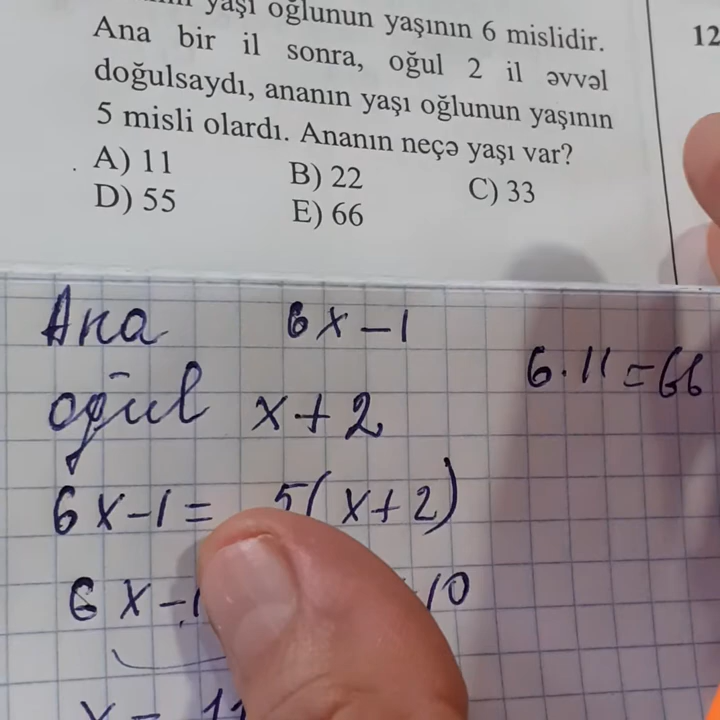 yaşı oğlunun yaşının 6 mislidir.
Ana bir il sonra, oğul 2 il əvvəl
doğulsaydı, ananın yaşı oğlunun yaşının
5 misli olardı. Ananın neçə yaşı var?
A) 11 B) 22 C) 33
D) 55 E) 66
12
Ana 6x-1
oğul x+2
6·11=66
6x-1= 5(x+2)
6x-1 10
x = 11